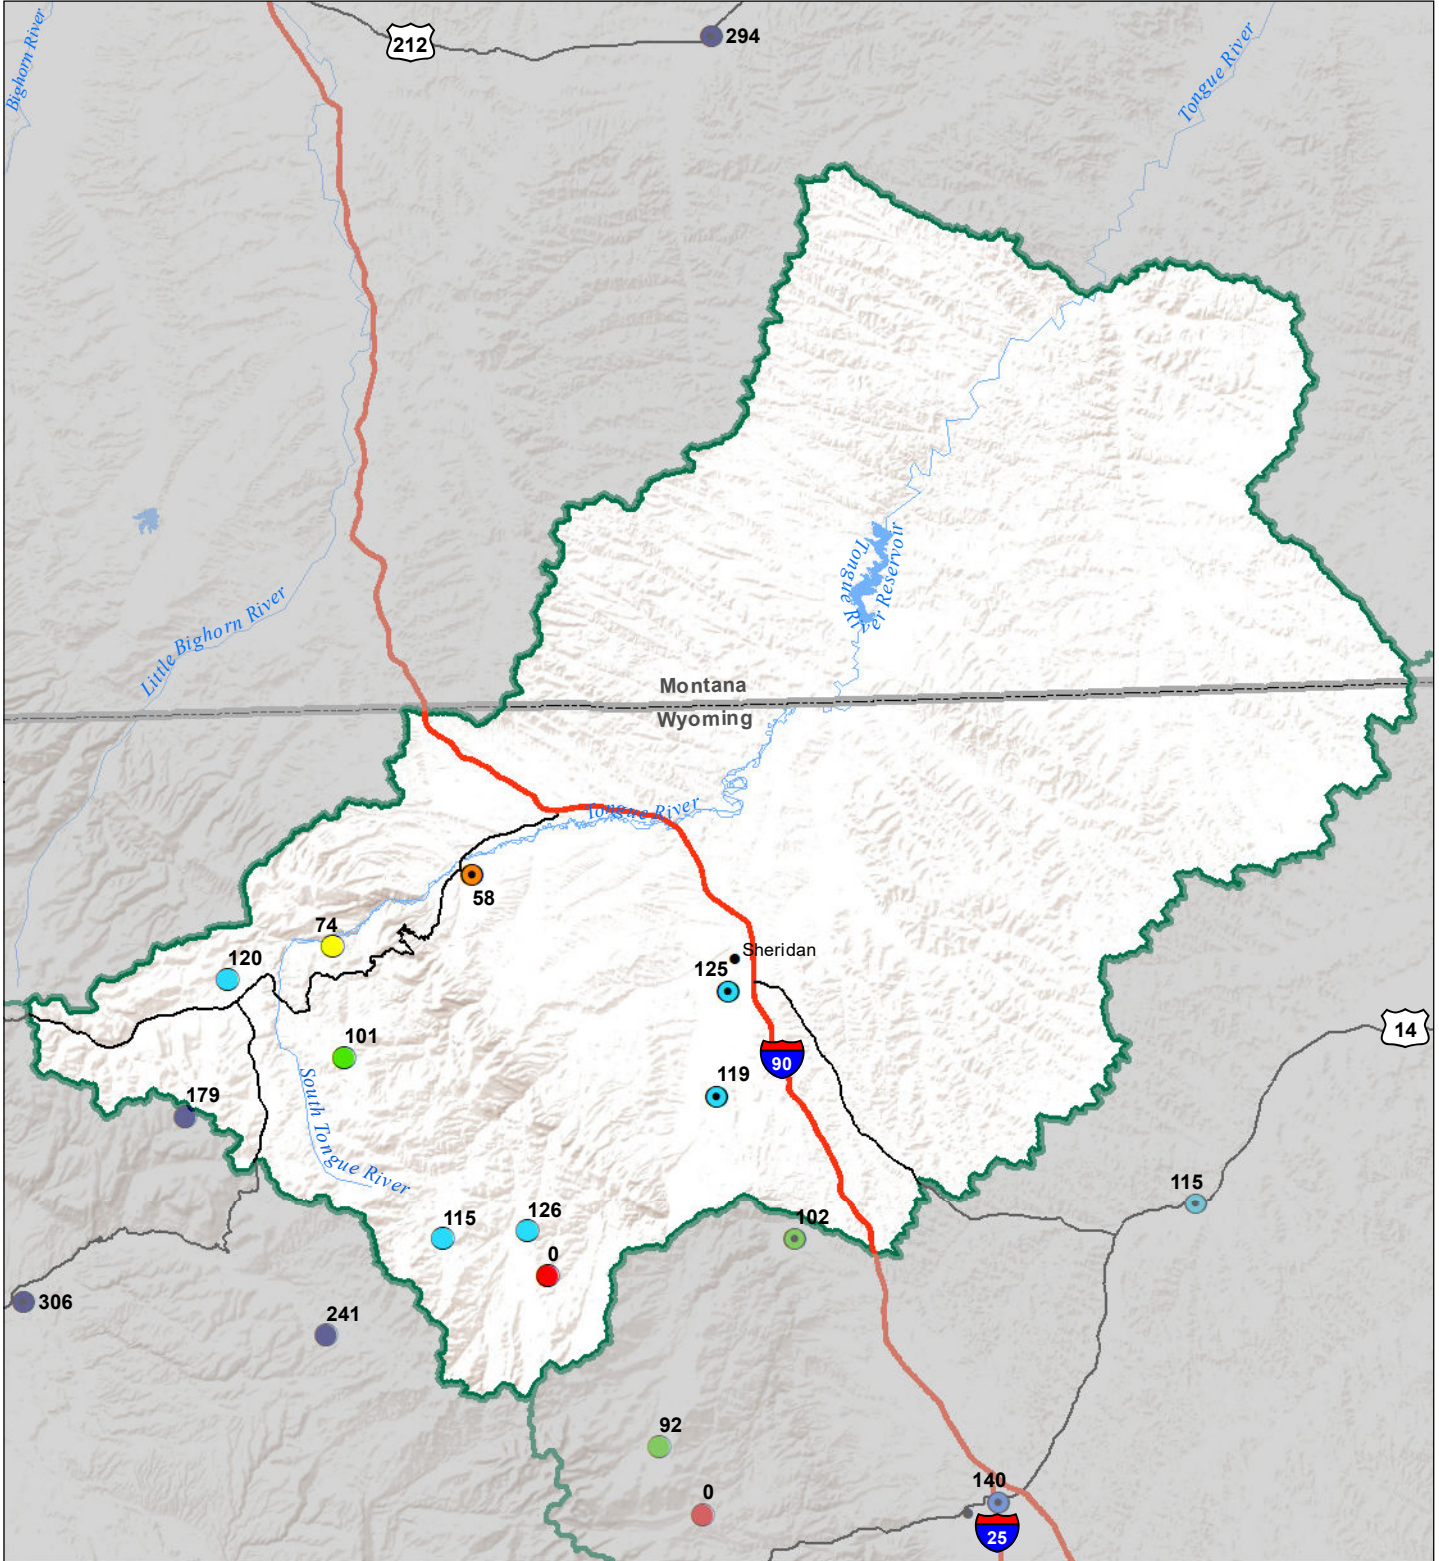 Bighorn River
212
294
Tongue River
Tongue River Reservoir
Little Bighorn River
Montana
Wyoming
Tongue River
58
74
120
Sheridan
125
101
90
14
179
119
South Tongue River
115
115
126
102
0
306
241
92
140
0
25